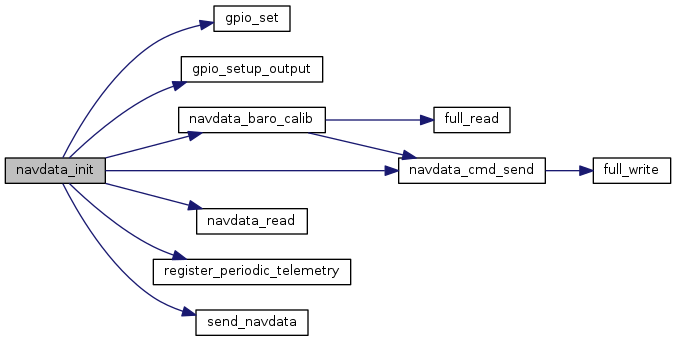 gpio_set
gpio_setup_output
navdata_baro_calib
full_read
navdata_init
navdata_cmd_send
full_write
navdata_read
register_periodic_telemetry
send_navdata